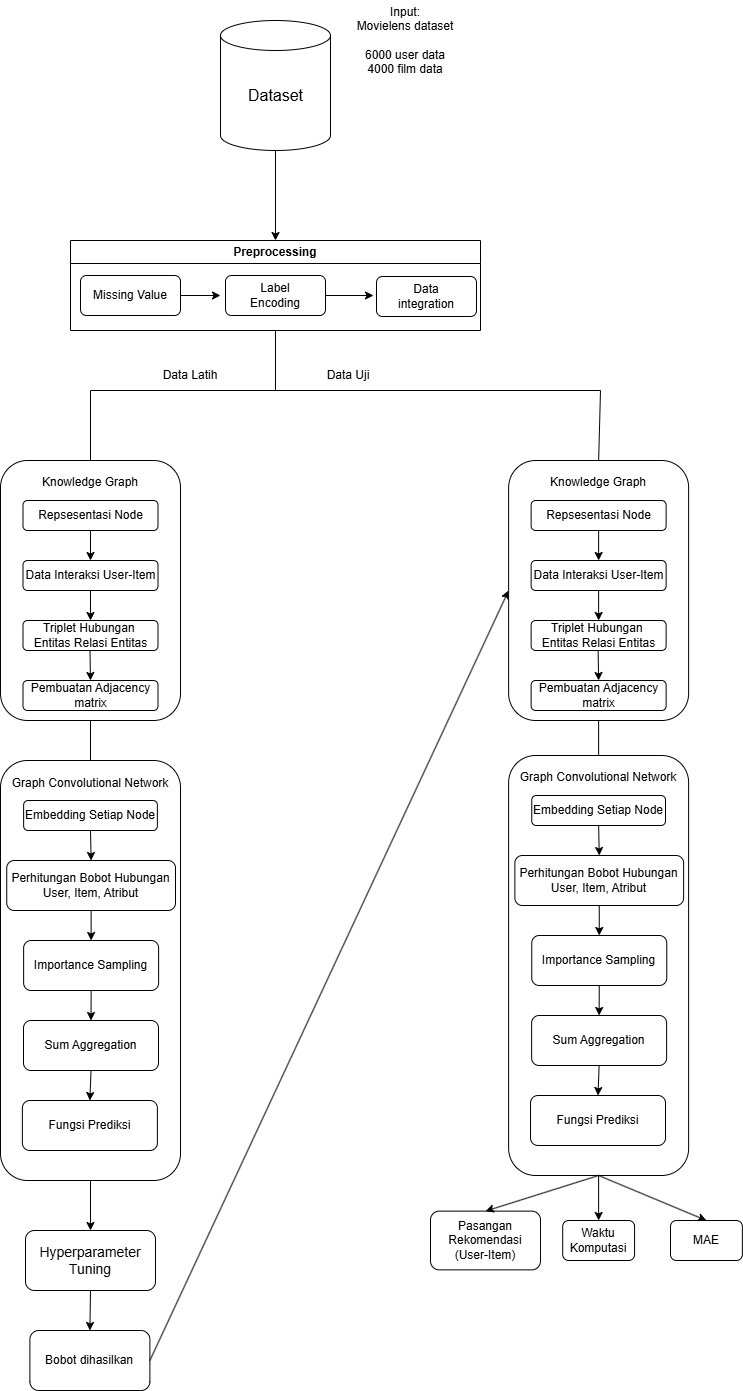 Input:
Movielens dataset
6000 user data
4000 film data
Dataset
Preprocessing
Missing Value
Label
Encoding
Data
integration
Data Latih
Data Uji
Knowledge Graph
Repsesentasi Node
Data Interaksi User-Item
Triplet Hubungan
Entitas Relasi Entitas
Pembuatan Adjacency
matrix
Graph Convolutional Network
Embedding Setiap Node
Perhitungan Bobot Hubungan
User, Item, Atribut
Importance Sampling
Sum Aggregation
Fungsi Prediksi
Hyperparameter
Tuning
Bobot dihasilkan
Knowledge Graph
Repsesentasi Node
Data Interaksi User-Item
Triplet Hubungan
Entitas Relasi Entitas
Pembuatan Adjacency
matrix
Graph Convolutional Network
Embedding Setiap Node
Perhitungan Bobot Hubungan
User, Item, Atribut
Importance Sampling
Sum Aggregation
Fungsi Prediksi
Pasangan
Rekomendasi
(User-Item)
Waktu
Komputasi
MAE